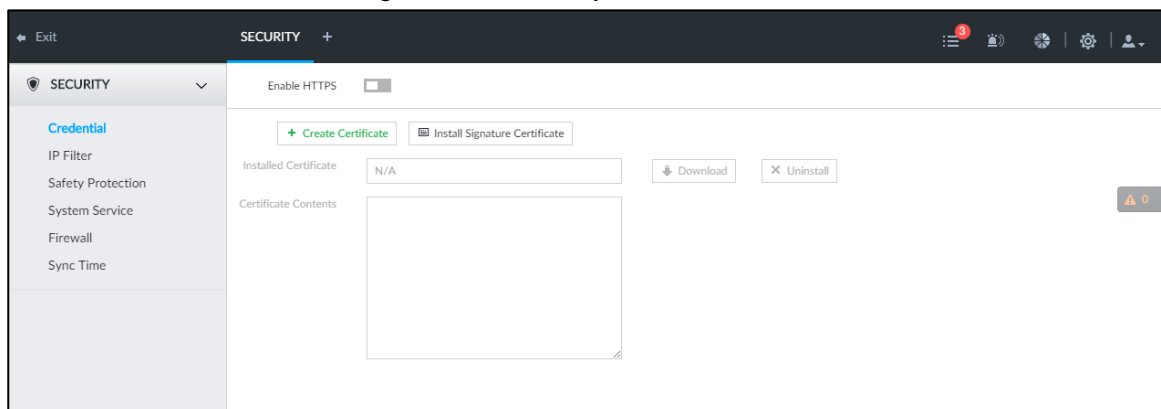 Exit
SECURITY +
3
SECURITY
Enable HTTPS
Credential
IP Filter
Safety Protection
System Service
Firewall
Sync Time
+ Create Certificate
Install Signature Certificate
Installed Certificate
N/A
Download
Uninstall
Certificate Contents
0